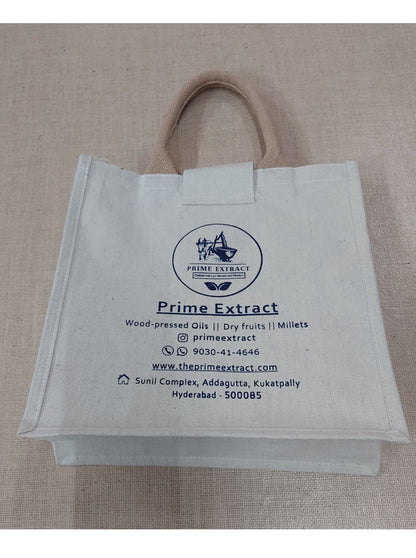 PRIME EXTRACT
Prime Extract
Wood-pressed Oils || Dry fruits || Millets
primeextract
9030-41-4646
www.theprimeextract.com
Sunil Complex, Addagutta, Kukatpally
Hyderabad - 500085